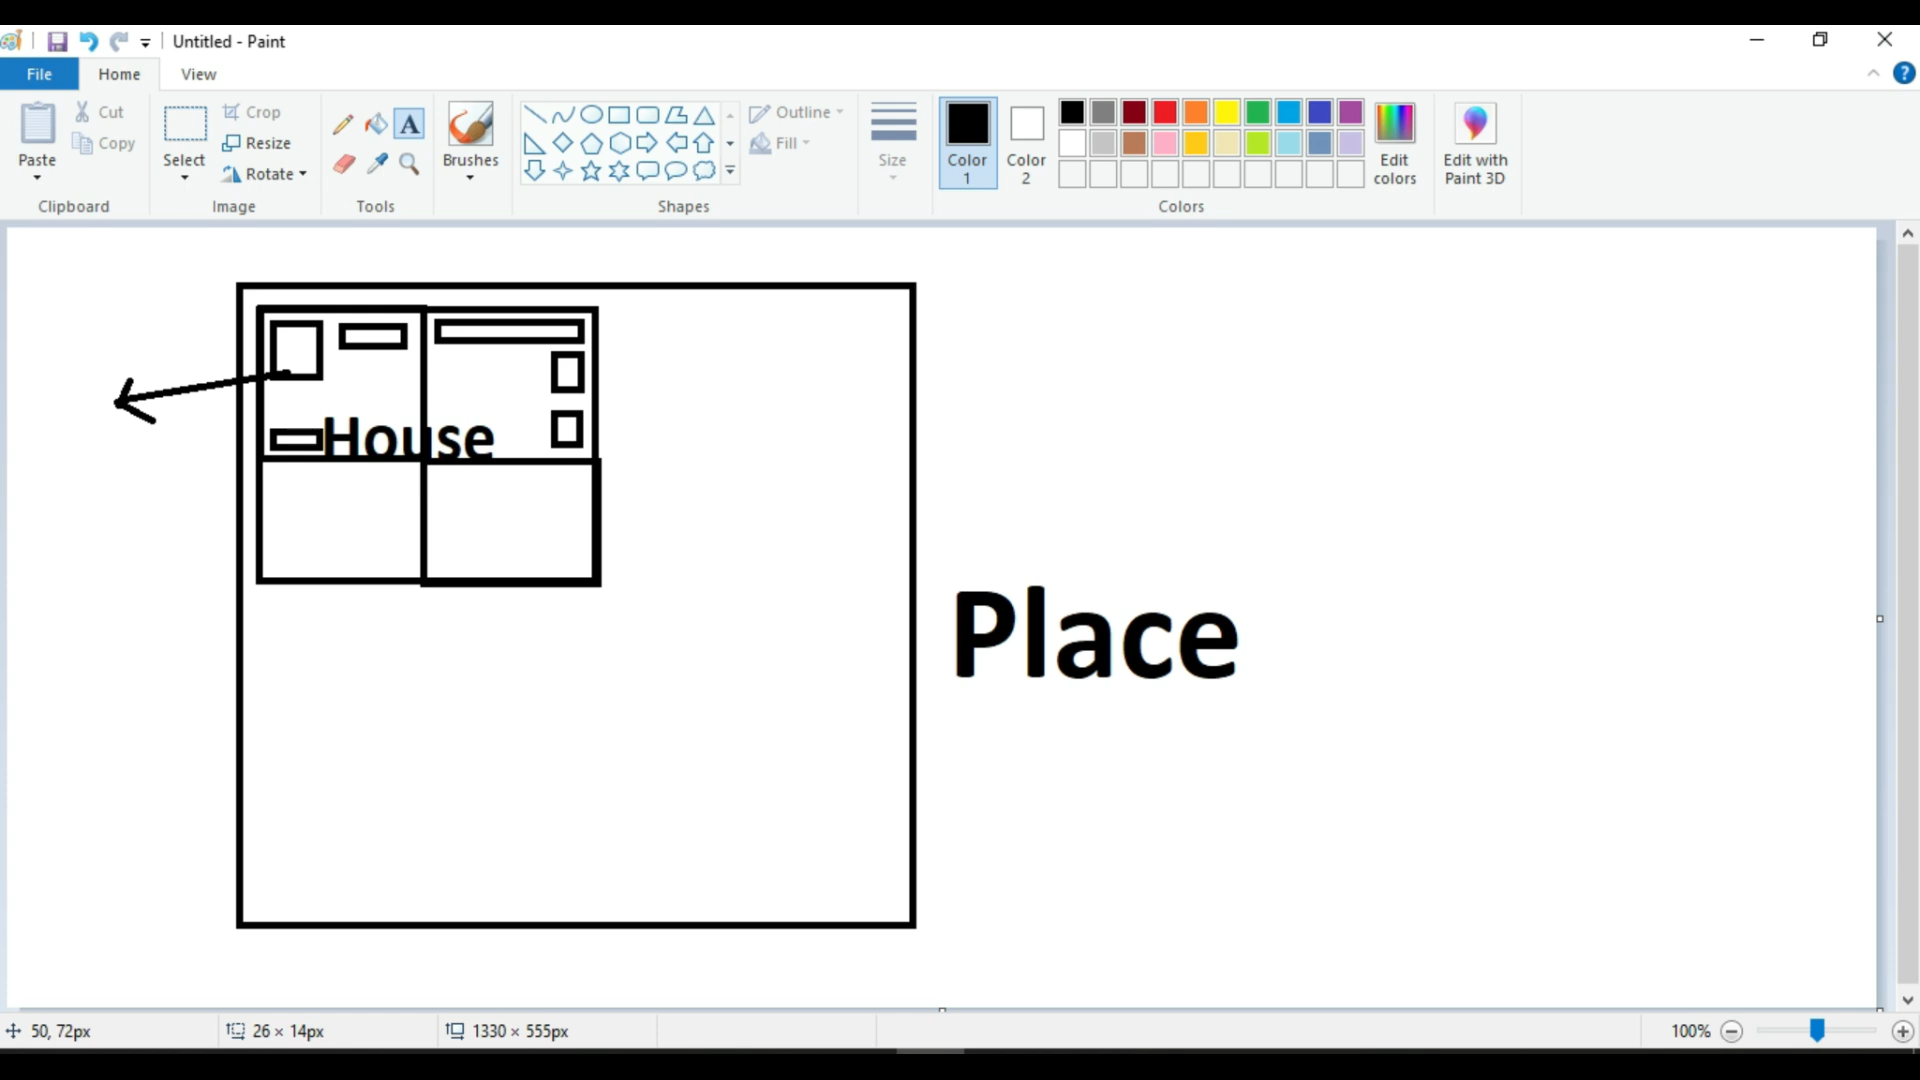 Untitled - Paint
File Home View
Paste
Cut
Copy
Clipboard
Select
Crop
Resize
Rotate
Image
A
Tools
Brushes
Shapes
Outline
Fill
Size
Color 1
Color 2
Colors
Edit colors
Edit with Paint 3D
?
House
Place
50, 72px
26 × 14px
1330 × 555px
100%